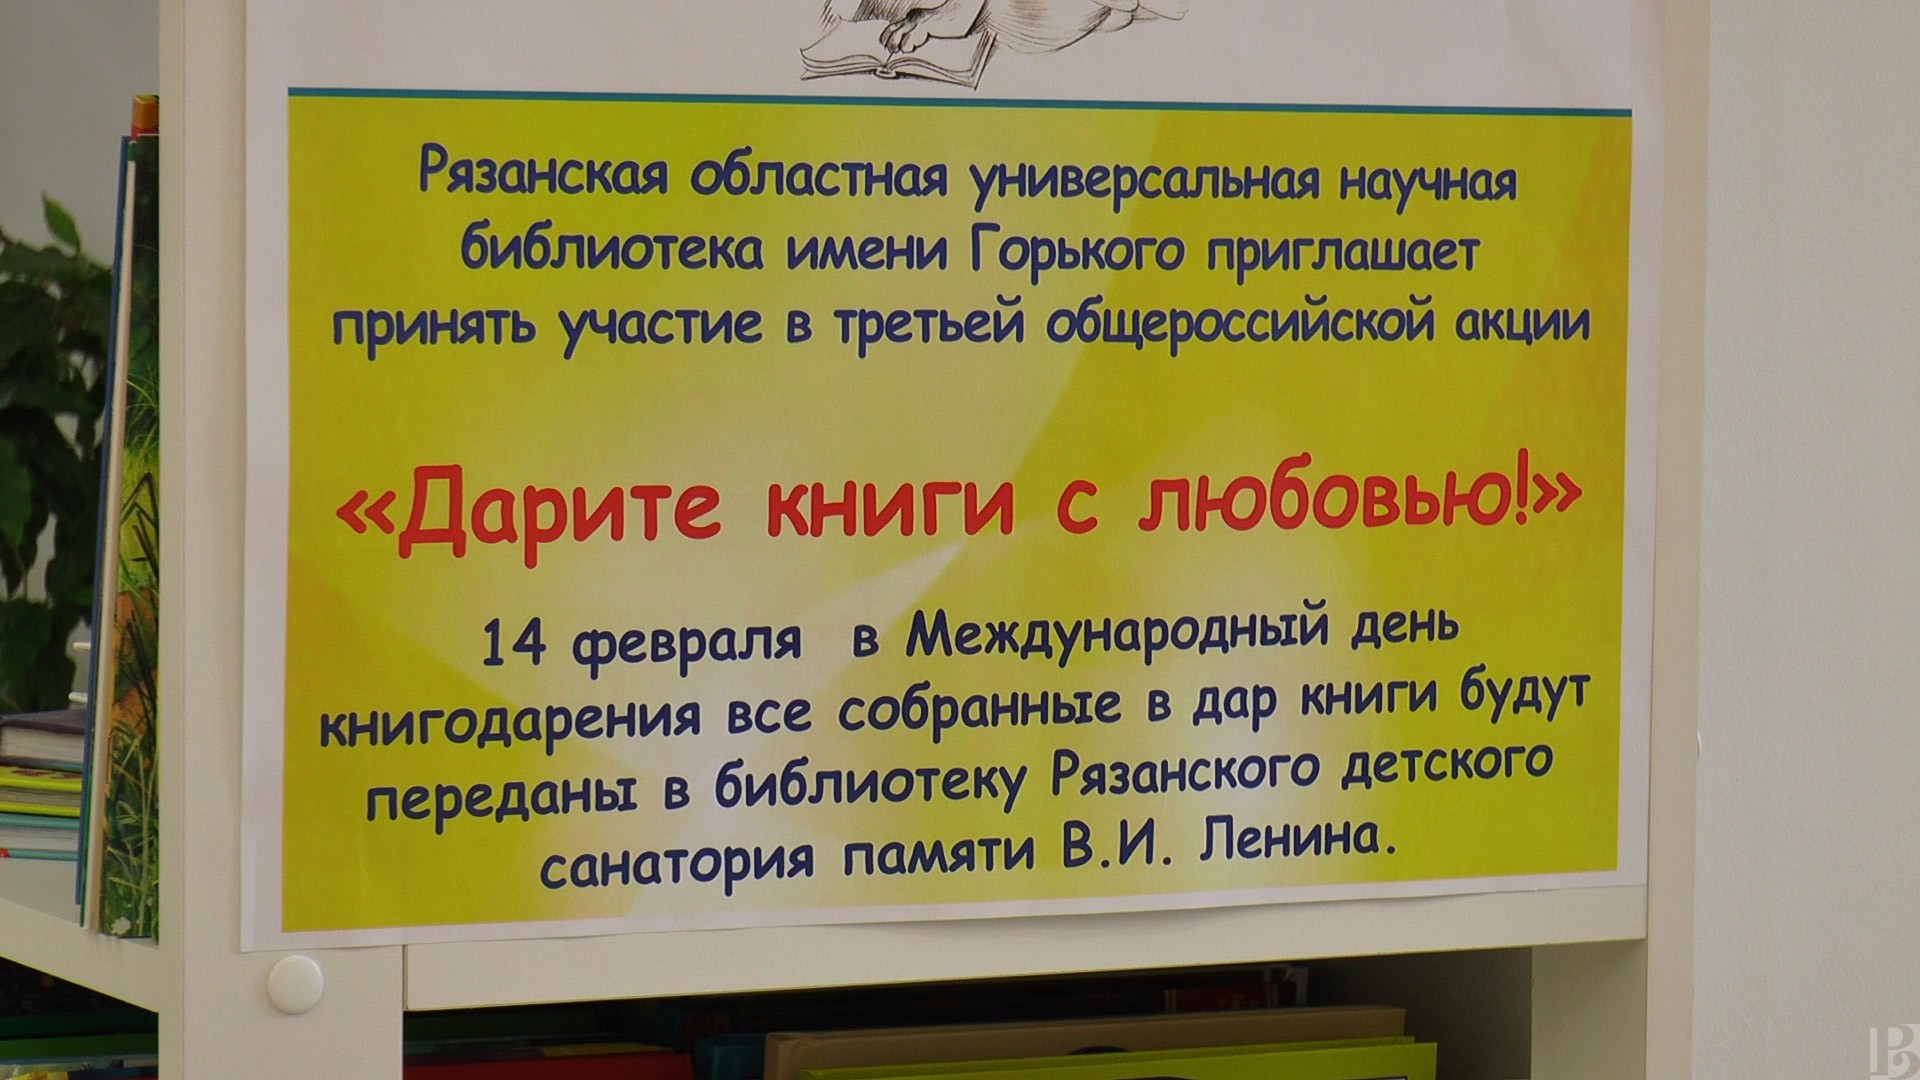 Рязанская областная универсальная научная
библиотека имени Горького приглашает
принять участие в третьей общероссийской акции
«Дарите книги с любовью!»
14 февраля в Международный день
книгодарения все собранные в дар книги будут
переданы в библиотеку Рязанского детского
санатория памяти В.И. Ленина.